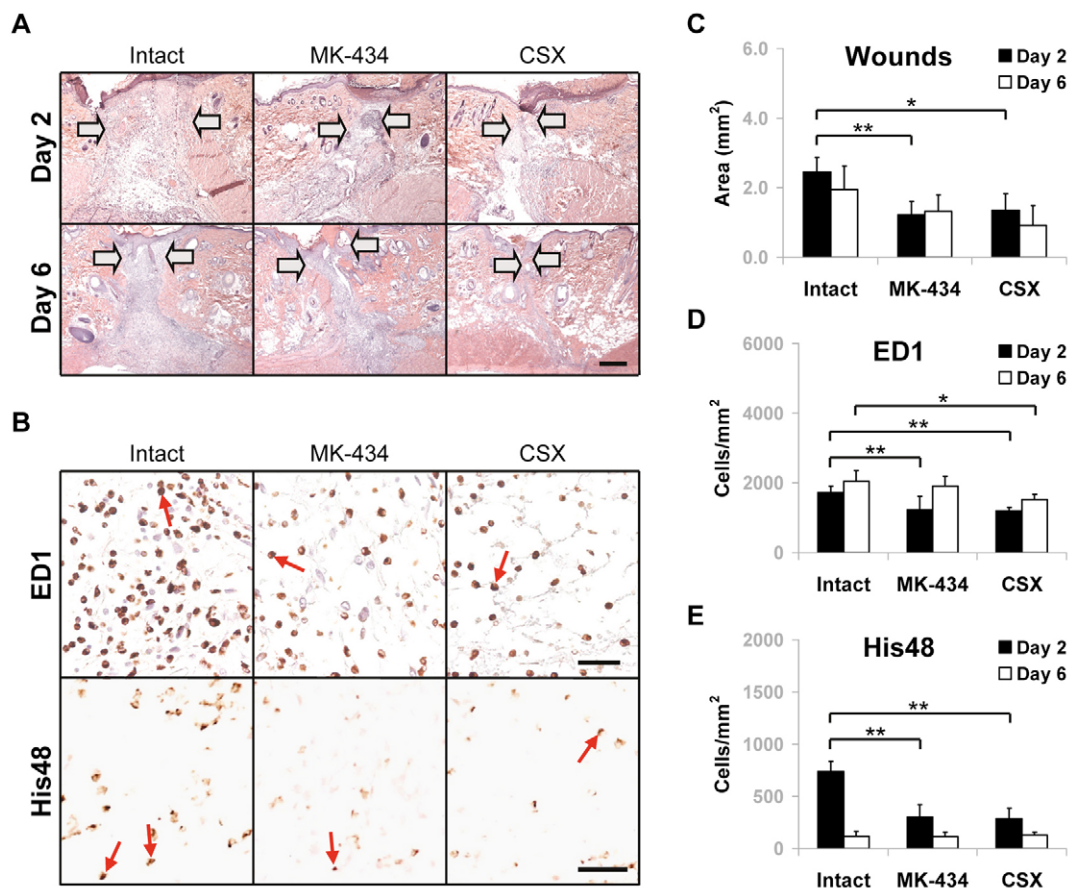 A
Intact MK-434 CSX
Day 2
Day 6
B
Intact MK-434 CSX
ED1
His48
C
Wounds
Day 2
Day 6
Area (mm²)
6.0
4.0
2.0
0.0
*
**
Intact MK-434 CSX
D
ED1
Day 2
Day 6
Cells/mm²
6000
4000
2000
0
*
**
**
Intact MK-434 CSX
E
His48
Day 2
Day 6
Cells/mm²
2000
1500
1000
500
0
**
**
Intact MK-434 CSX